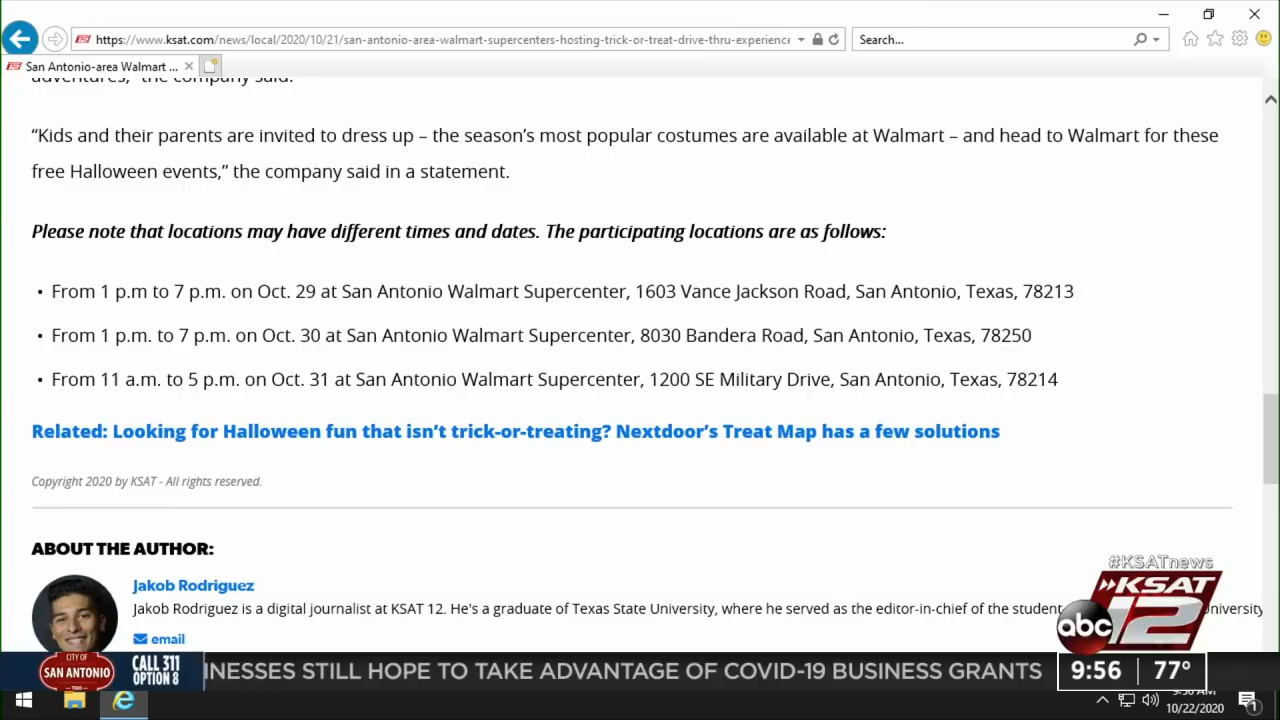 https://www.ksat.com/news/local/2020/10/21/san-antonio-area-walmart-supercenters-hosting-trick-or-treat-drive-thru-experience
Search...
San Antonio-area Walmart ...
adventures," the company said.
“Kids and their parents are invited to dress up – the season’s most popular costumes are available at Walmart – and head to Walmart for these
free Halloween events,” the company said in a statement.
Please note that locations may have different times and dates. The participating locations are as follows:
• From 1 p.m to 7 p.m. on Oct. 29 at San Antonio Walmart Supercenter, 1603 Vance Jackson Road, San Antonio, Texas, 78213
• From 1 p.m. to 7 p.m. on Oct. 30 at San Antonio Walmart Supercenter, 8030 Bandera Road, San Antonio, Texas, 78250
• From 11 a.m. to 5 p.m. on Oct. 31 at San Antonio Walmart Supercenter, 1200 SE Military Drive, San Antonio, Texas, 78214
Related: Looking for Halloween fun that isn’t trick-or-treating? Nextdoor’s Treat Map has a few solutions
Copyright 2020 by KSAT - All rights reserved.
ABOUT THE AUTHOR:
Jakob Rodriguez
Jakob Rodriguez is a digital journalist at KSAT 12. He's a graduate of Texas State University, where he served as the editor-in-chief of the student
University
email
#KSATnews
KSAT
abc 12
CITY OF
SAN ANTONIO
TEXAS
CALL 311
OPTION 8
INESSES STILL HOPE TO TAKE ADVANTAGE OF COVID-19 BUSINESS GRANTS
9:56 77°
10/22/2020
1